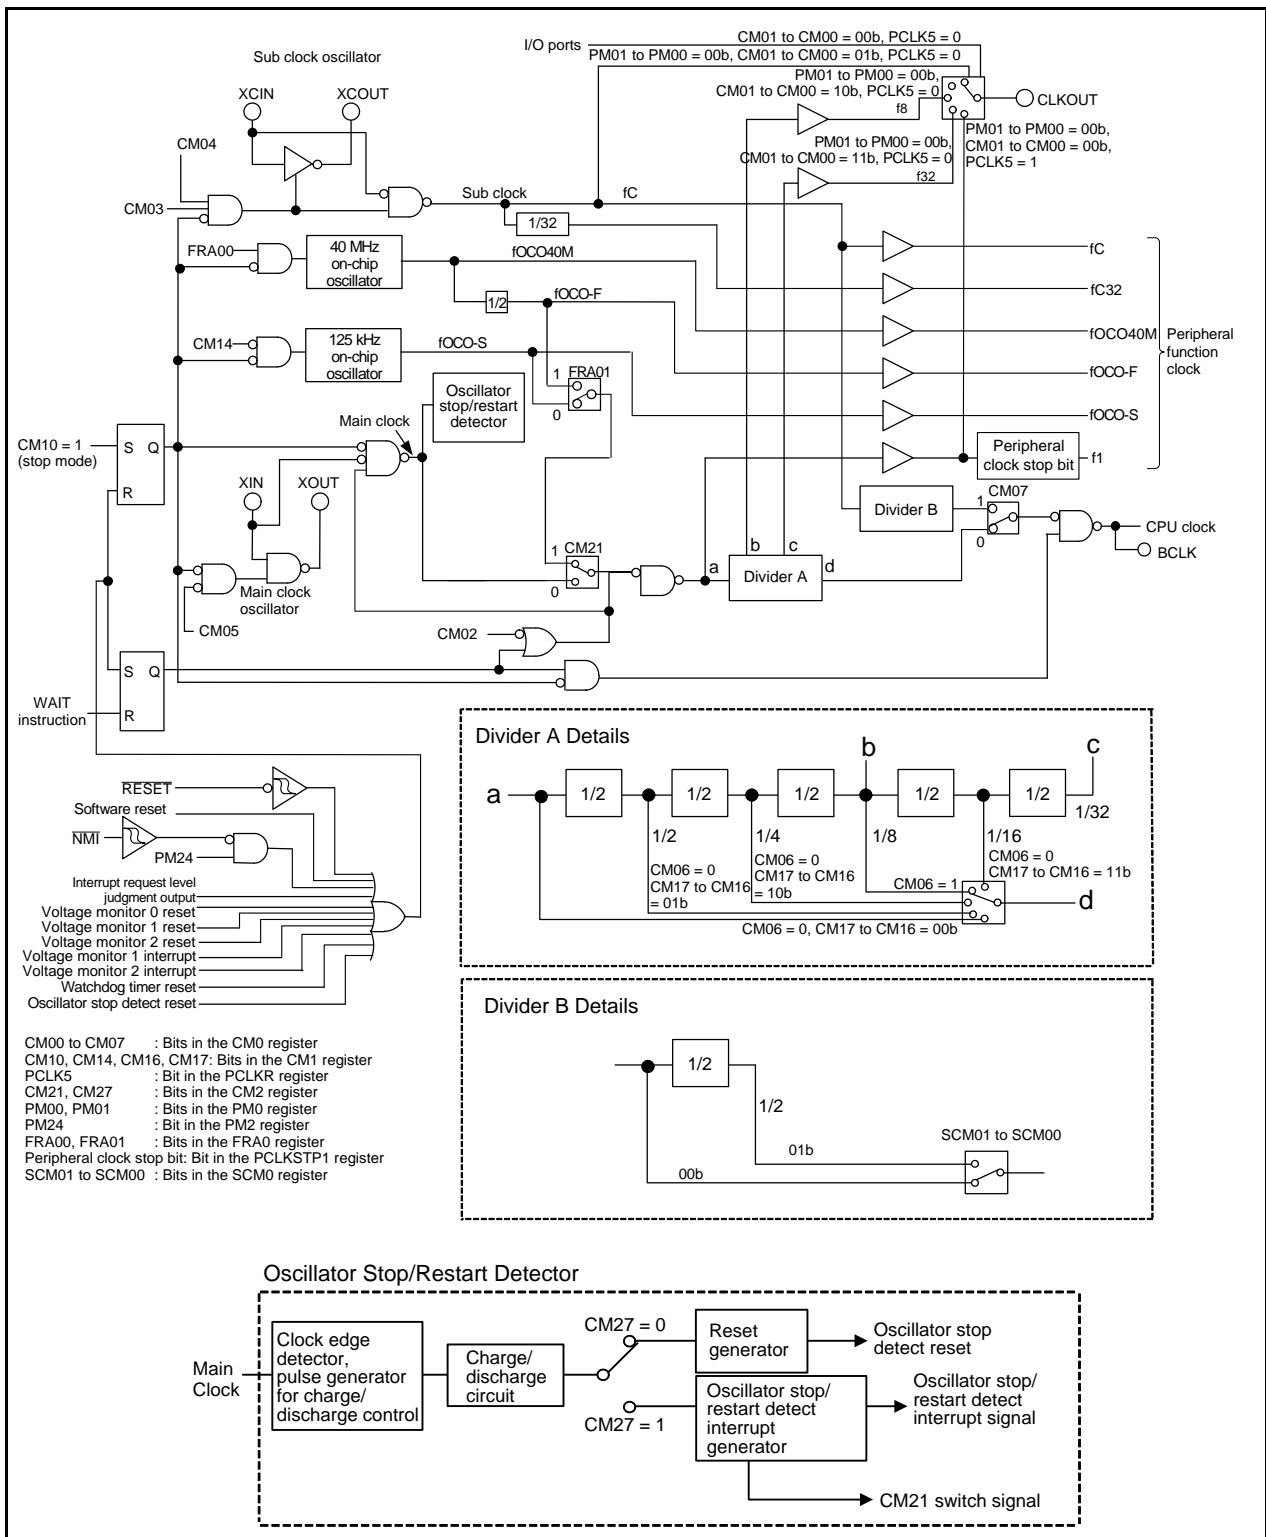 CM01 to CM00 = 00b, PCLK5 = 0
I/O ports
PM01 to PM00 = 00b, CM01 to CM00 = 01b, PCLK5 = 0
Sub clock oscillator
PM01 to PM00 = 00b,
CM01 to CM00 = 10b, PCLK5 = 0
XCIN
XCOUT
CLKOUT
f8
CM04
PM01 to PM00 = 00b,
CM01 to CM00 = 11b, PCLK5 = 0
PM01 to PM00 = 00b,
CM01 to CM00 = 00b,
PCLK5 = 1
f32
CM03
Sub clock
fC
1/32
FRA00
40 MHz
on-chip
oscillator
fOCO40M
fC
fC32
1/2
fOCO-F
fOCO40M
Peripheral
function
clock
CM14
125 kHz
on-chip
oscillator
fOCO-S
1
FRA01
0
fOCO-F
Oscillator
stop/restart
detector
fOCO-S
Main clock
CM10 = 1
(stop mode)
S
Q
R
Peripheral
clock stop bit
f1
XIN
XOUT
Divider B
1
CM07
0
CPU clock
BCLK
1
CM21
0
a
b
c
d
Divider A
Main clock
oscillator
CM05
CM02
S
Q
R
WAIT
instruction
Divider A Details
a
1/2
1/2
1/2
b
1/2
1/2
c
1/32
1/2
1/4
1/8
1/16
CM06 = 0
CM17 to CM16
= 01b
CM06 = 0
CM17 to CM16
= 10b
CM06 = 1
CM06 = 0
CM17 to CM16 = 11b
d
CM06 = 0, CM17 to CM16 = 00b
RESET
Software reset
NMI
PM24
Interrupt request level
judgment output
Voltage monitor 0 reset
Voltage monitor 1 reset
Voltage monitor 2 reset
Voltage monitor 1 interrupt
Voltage monitor 2 interrupt
Watchdog timer reset
Oscillator stop detect reset
Divider B Details
1/2
1/2
SCM01 to SCM00
01b
00b
CM00 to CM07 : Bits in the CM0 register
CM10, CM14, CM16, CM17: Bits in the CM1 register
PCLK5 : Bit in the PCLKR register
CM21, CM27 : Bits in the CM2 register
PM00, PM01 : Bits in the PM0 register
PM24 : Bit in the PM2 register
FRA00, FRA01 : Bits in the FRA0 register
Peripheral clock stop bit: Bit in the PCLKSTP1 register
SCM01 to SCM00 : Bits in the SCM0 register
Oscillator Stop/Restart Detector
Main
Clock
Clock edge
detector,
pulse generator
for charge/
discharge control
Charge/
discharge
circuit
CM27 = 0
CM27 = 1
Reset
generator
Oscillator stop
detect reset
Oscillator stop/
restart detect
interrupt
generator
Oscillator stop/
restart detect
interrupt signal
CM21 switch signal